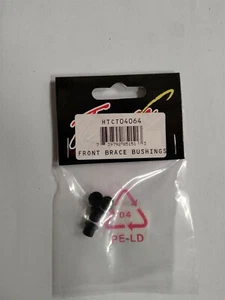 HTCT04064
FRONT BRACE BUSHINGS
04
PE-LD